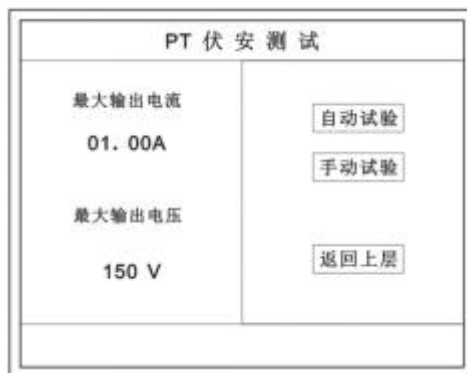 PT 伏 安 测 试
最大输出电流
01. 00A
最大输出电压
150 V
自动试验
手动试验
返回上层